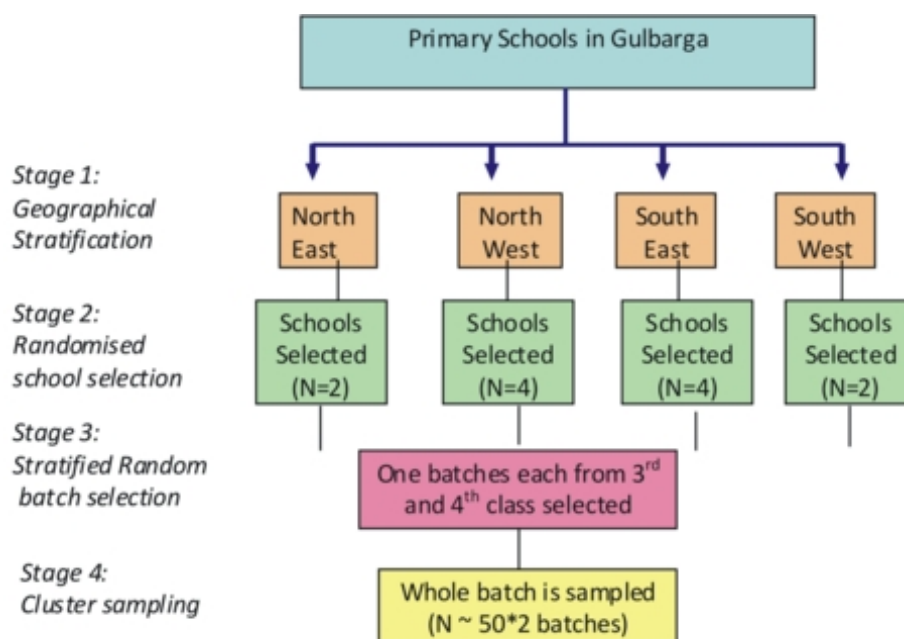 Primary Schools in Gulbarga
Stage 1:
Geographical
Stratification
North
East
North
West
South
East
South
West
Stage 2:
Randomised
school selection
Schools
Selected
(N=2)
Schools
Selected
(N=4)
Schools
Selected
(N=4)
Schools
Selected
(N=2)
Stage 3:
Stratified Random
batch selection
One batches each from 3rd
and 4th class selected
Stage 4:
Cluster sampling
Whole batch is sampled
(N ~ 50*2 batches)